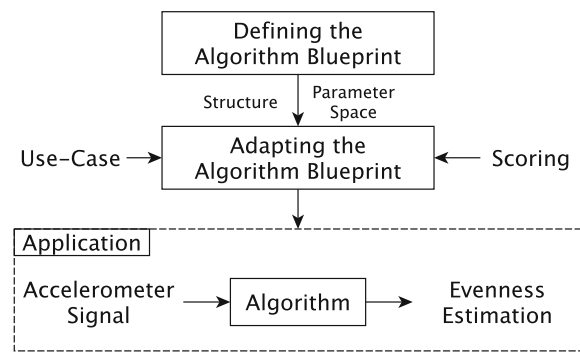 Defining the
Algorithm Blueprint
Structure
Parameter
Space
Use-Case
Adapting the
Algorithm Blueprint
Scoring
Application
Accelerometer
Signal
Algorithm
Evenness
Estimation